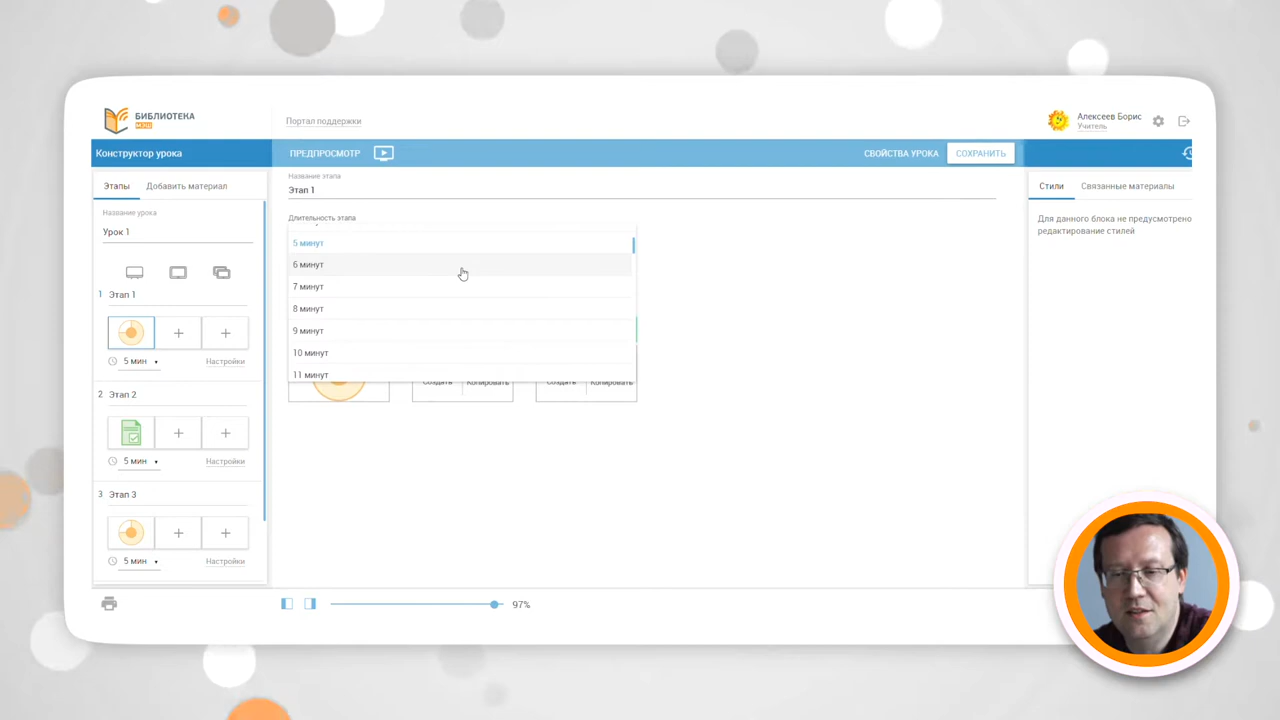 БИБЛИОТЕКА
МЭШ
Портал поддержки
Алексеев Борис
Учитель
Конструктор урока
ПРЕДПРОСМОТР
СВОЙСТВА УРОКА
СОХРАНИТЬ
Этапы
Добавить материал
Название урока
Урок 1
1 Этап 1
5 мин
Настройки
2 Этап 2
5 мин
Настройки
3 Этап 3
5 мин
Настройки
Название этапа
Этап 1
Длительность этапа
5 минут
6 минут
7 минут
8 минут
9 минут
10 минут
11 минут
Создать Копировать Создать Копировать
Стили
Связанные материалы
Для данного блока не предусмотрено
редактирование стилей
97%